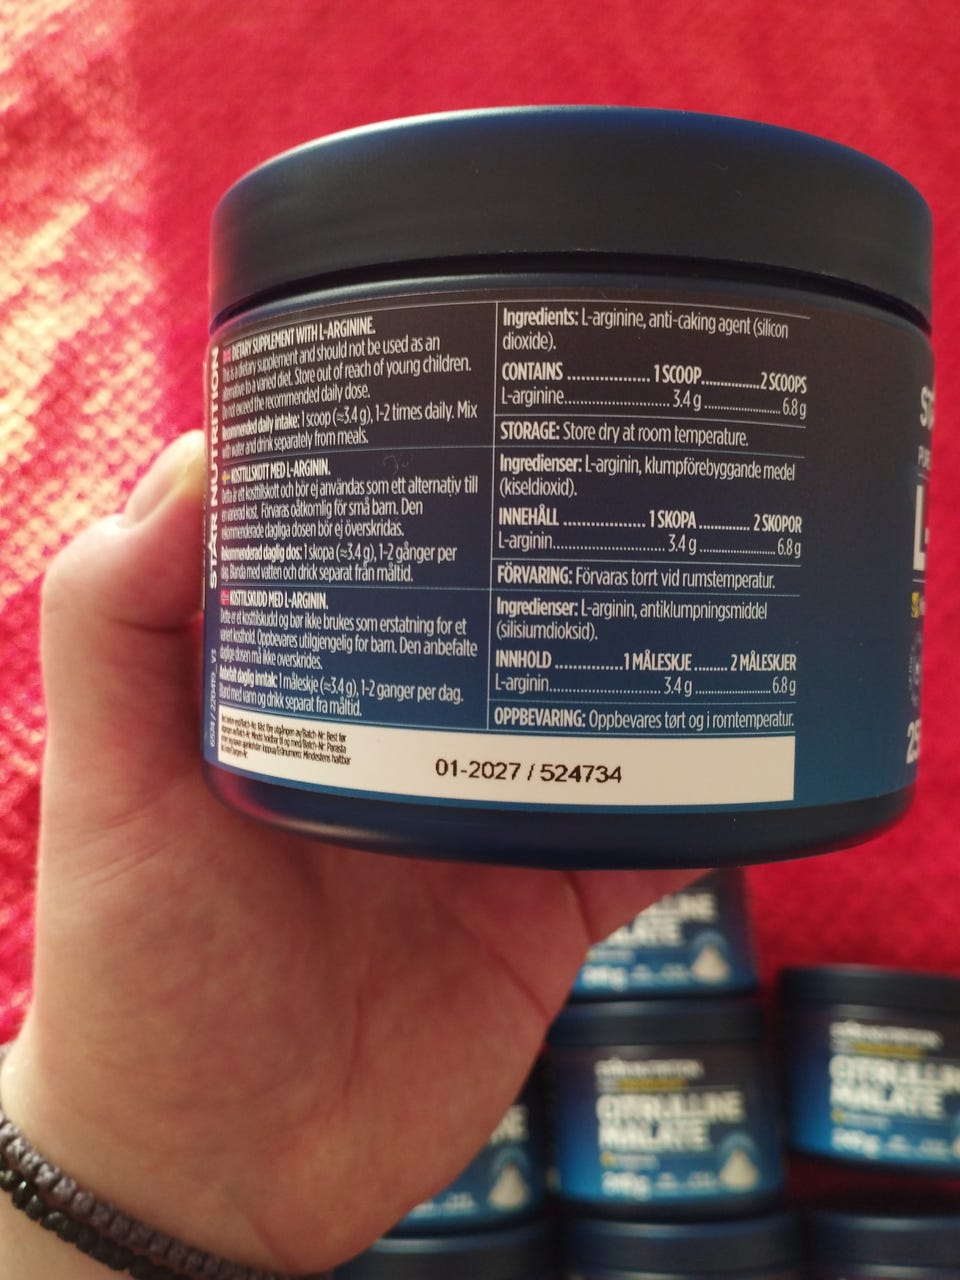 STAR NUTRITION
DIETARY SUPPLEMENT WITH L-ARGININE.
This is a dietary supplement and should not be used as an
alternative to a varied diet. Store out of reach of young children.
Do not exceed the recommended daily dose.
Recommended daily intake: 1 scoop (≈3.4 g), 1-2 times daily. Mix
with water and drink separately from meals.
KOSTTILLSKOTT MED L-ARGININ.
Detta är ett kosttillskott och bör ej användas som ett alternativ till
en varierad kost. Förvaras oåtkomlig för små barn. Den
rekommenderade dagliga dosen bör ej överskridas.
Rekommenderad daglig dos: 1 skopa (≈3.4 g), 1-2 gånger per
dag. Blanda med vatten och drick separat från måltid.
KOSTTILSKUDD MED L-ARGININ.
Dette er et kosttilskudd og bør ikke brukes som erstatning for et
variert kosthold. Oppbevares utilgjengelig for barn. Den anbefalte
daglige dosen må ikke overskrides.
Anbefalt daglig inntak: 1 måleskje (≈3.4 g), 1-2 ganger per dag.
Bland med vann og drikk separat fra måltid.
Ingredients: L-arginine, anti-caking agent (silicon
dioxide).
CONTAINS ................... 1 SCOOP.............. 2 SCOOPS
L-arginine......................... 3.4 g .................. 6.8 g
STORAGE: Store dry at room temperature.
Ingredienser: L-arginin, klumpförebyggande medel
(kiseldioxid).
INNEHÅLL ................... 1 SKOPA ............ 2 SKOPOR
L-arginin......................... 3.4 g .................. 6.8 g
FÖRVARING: Förvaras torrt vid rumstemperatur.
Ingredienser: L-arginin, antiklumpningsmiddel
(silisiumdioksid).
INNHOLD ............... 1 MÅLESKJE ........ 2 MÅLESKJER
L-arginin......................... 3.4 g .................. 6.8 g
OPPBEVARING: Oppbevares tørt og i romtemperatur.
01-2027 / 524734
CITRULLINE
MALATE
CITRULLINE
MALATE